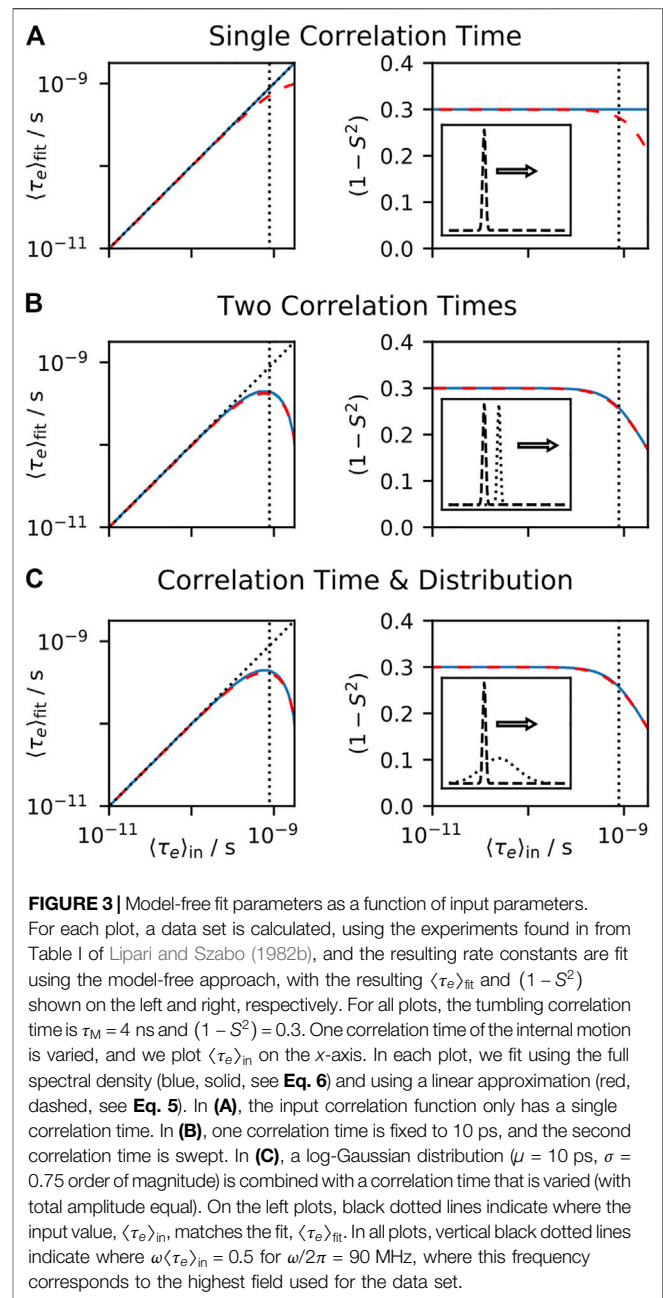 A
Single Correlation Time
10⁻⁹
⟨τₑ⟩fit / s
10⁻¹¹
0.4
0.3
0.2
0.1
0.0
(1 − S²)
B
Two Correlation Times
10⁻⁹
⟨τₑ⟩fit / s
10⁻¹¹
0.4
0.3
0.2
0.1
0.0
(1 − S²)
C
Correlation Time & Distribution
10⁻⁹
⟨τₑ⟩fit / s
10⁻¹¹
10⁻¹¹
10⁻⁹
⟨τₑ⟩in / s
0.4
0.3
0.2
0.1
0.0
(1 − S²)
10⁻¹¹
10⁻⁹
⟨τₑ⟩in / s
FIGURE 3 | Model-free fit parameters as a function of input parameters.
For each plot, a data set is calculated, using the experiments found in from
Table I of Lipari and Szabo (1982b), and the resulting rate constants are fit
using the model-free approach, with the resulting ⟨τₑ⟩fit and (1 − S²)
shown on the left and right, respectively. For all plots, the tumbling correlation
time is τM = 4 ns and (1 − S²) = 0.3. One correlation time of the internal motion
is varied, and we plot ⟨τₑ⟩in on the x-axis. In each plot, we fit using the full
spectral density (blue, solid, see Eq. 6) and using a linear approximation (red,
dashed, see Eq. 5). In (A), the input correlation function only has a single
correlation time. In (B), one correlation time is fixed to 10 ps, and the second
correlation time is swept. In (C), a log-Gaussian distribution (μ = 10 ps, σ =
0.75 order of magnitude) is combined with a correlation time that is varied (with
total amplitude equal). On the left plots, black dotted lines indicate where the
input value, ⟨τₑ⟩in, matches the fit, ⟨τₑ⟩fit. In all plots, vertical black dotted lines
indicate where ω⟨τₑ⟩in = 0.5 for ω/2π = 90 MHz, where this frequency
corresponds to the highest field used for the data set.